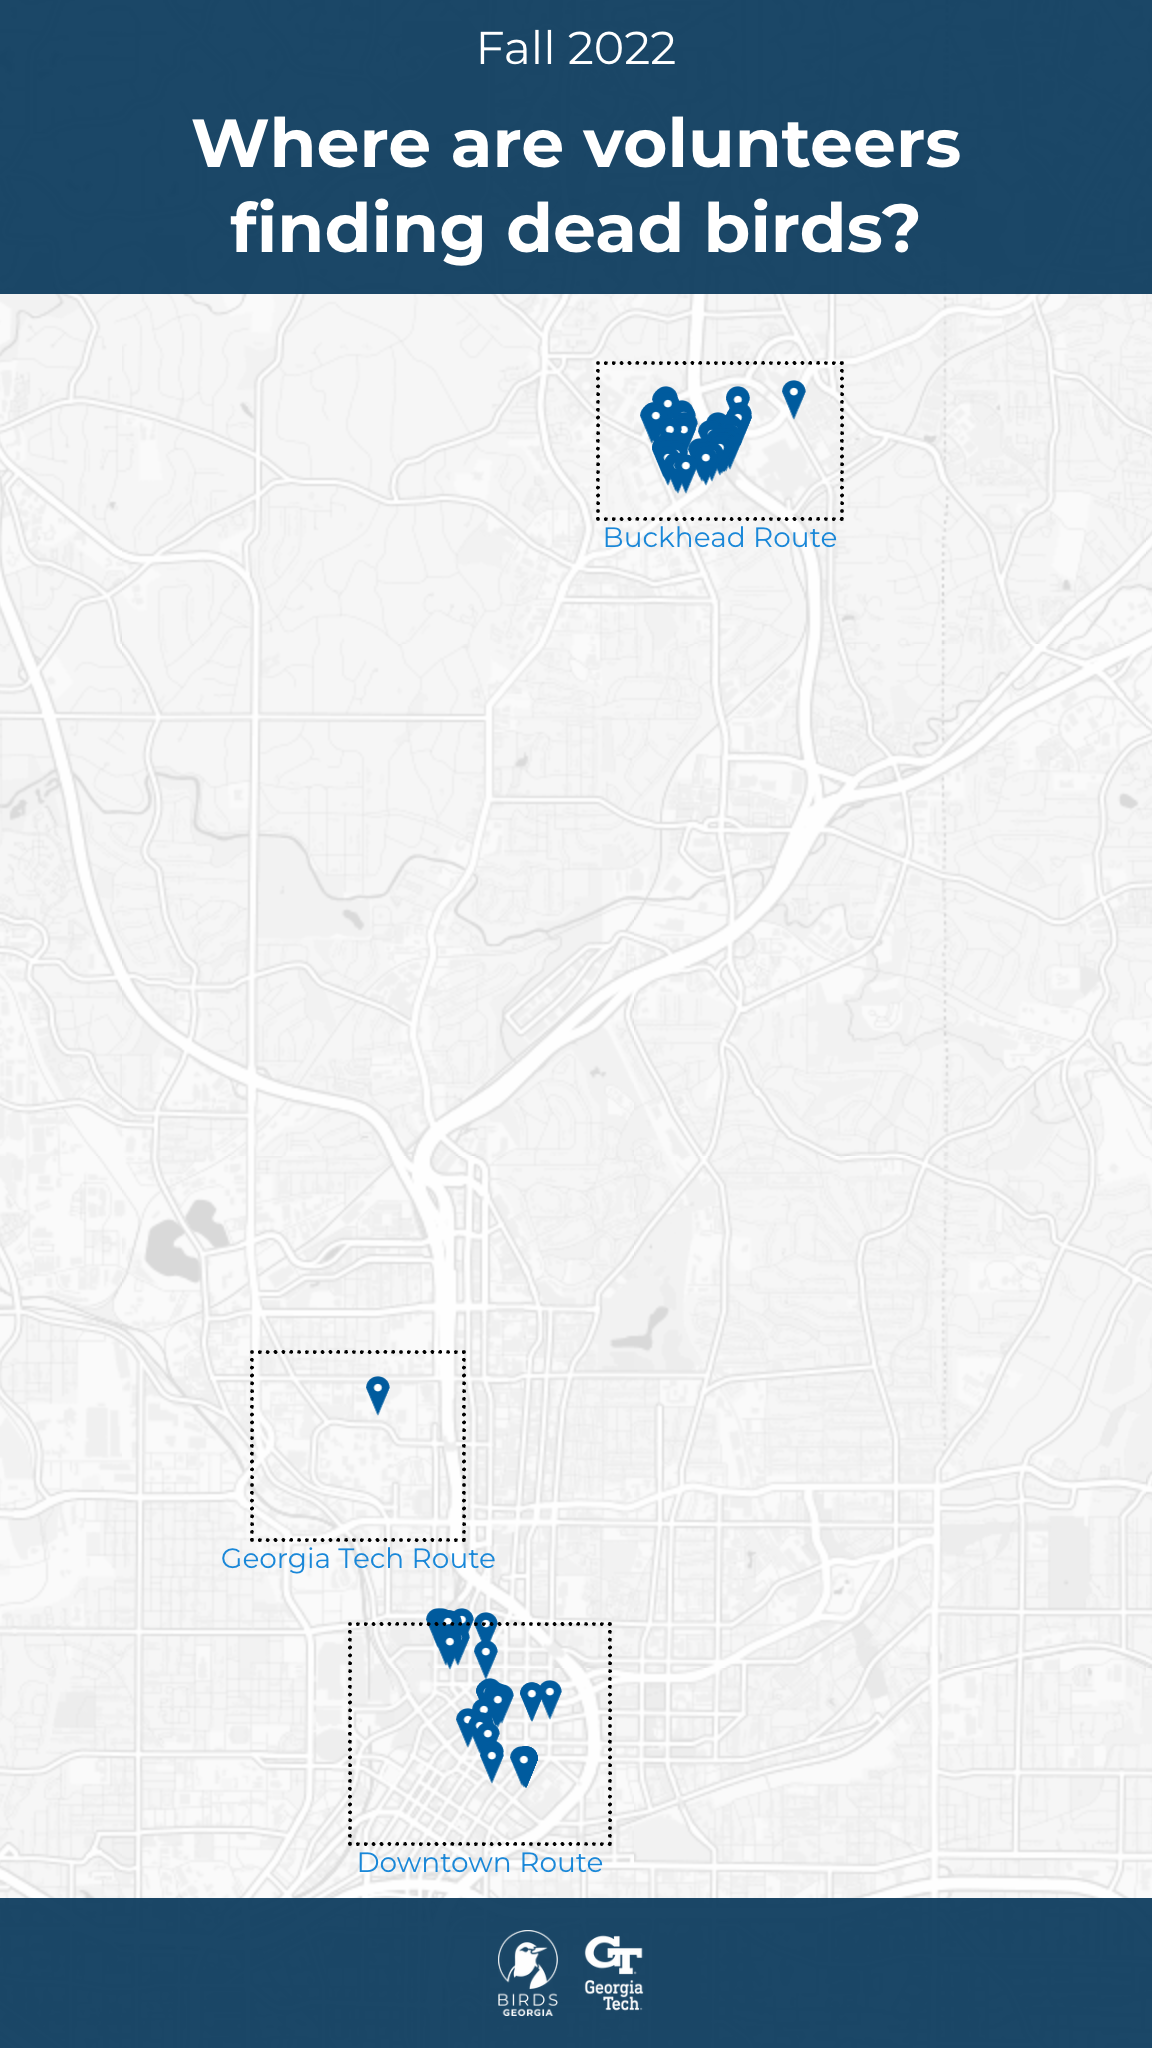 Fall 2022
Where are volunteers
finding dead birds?
Buckhead Route
Georgia Tech Route
Downtown Route
BIRDS
GEORGIA
GT
Georgia
Tech